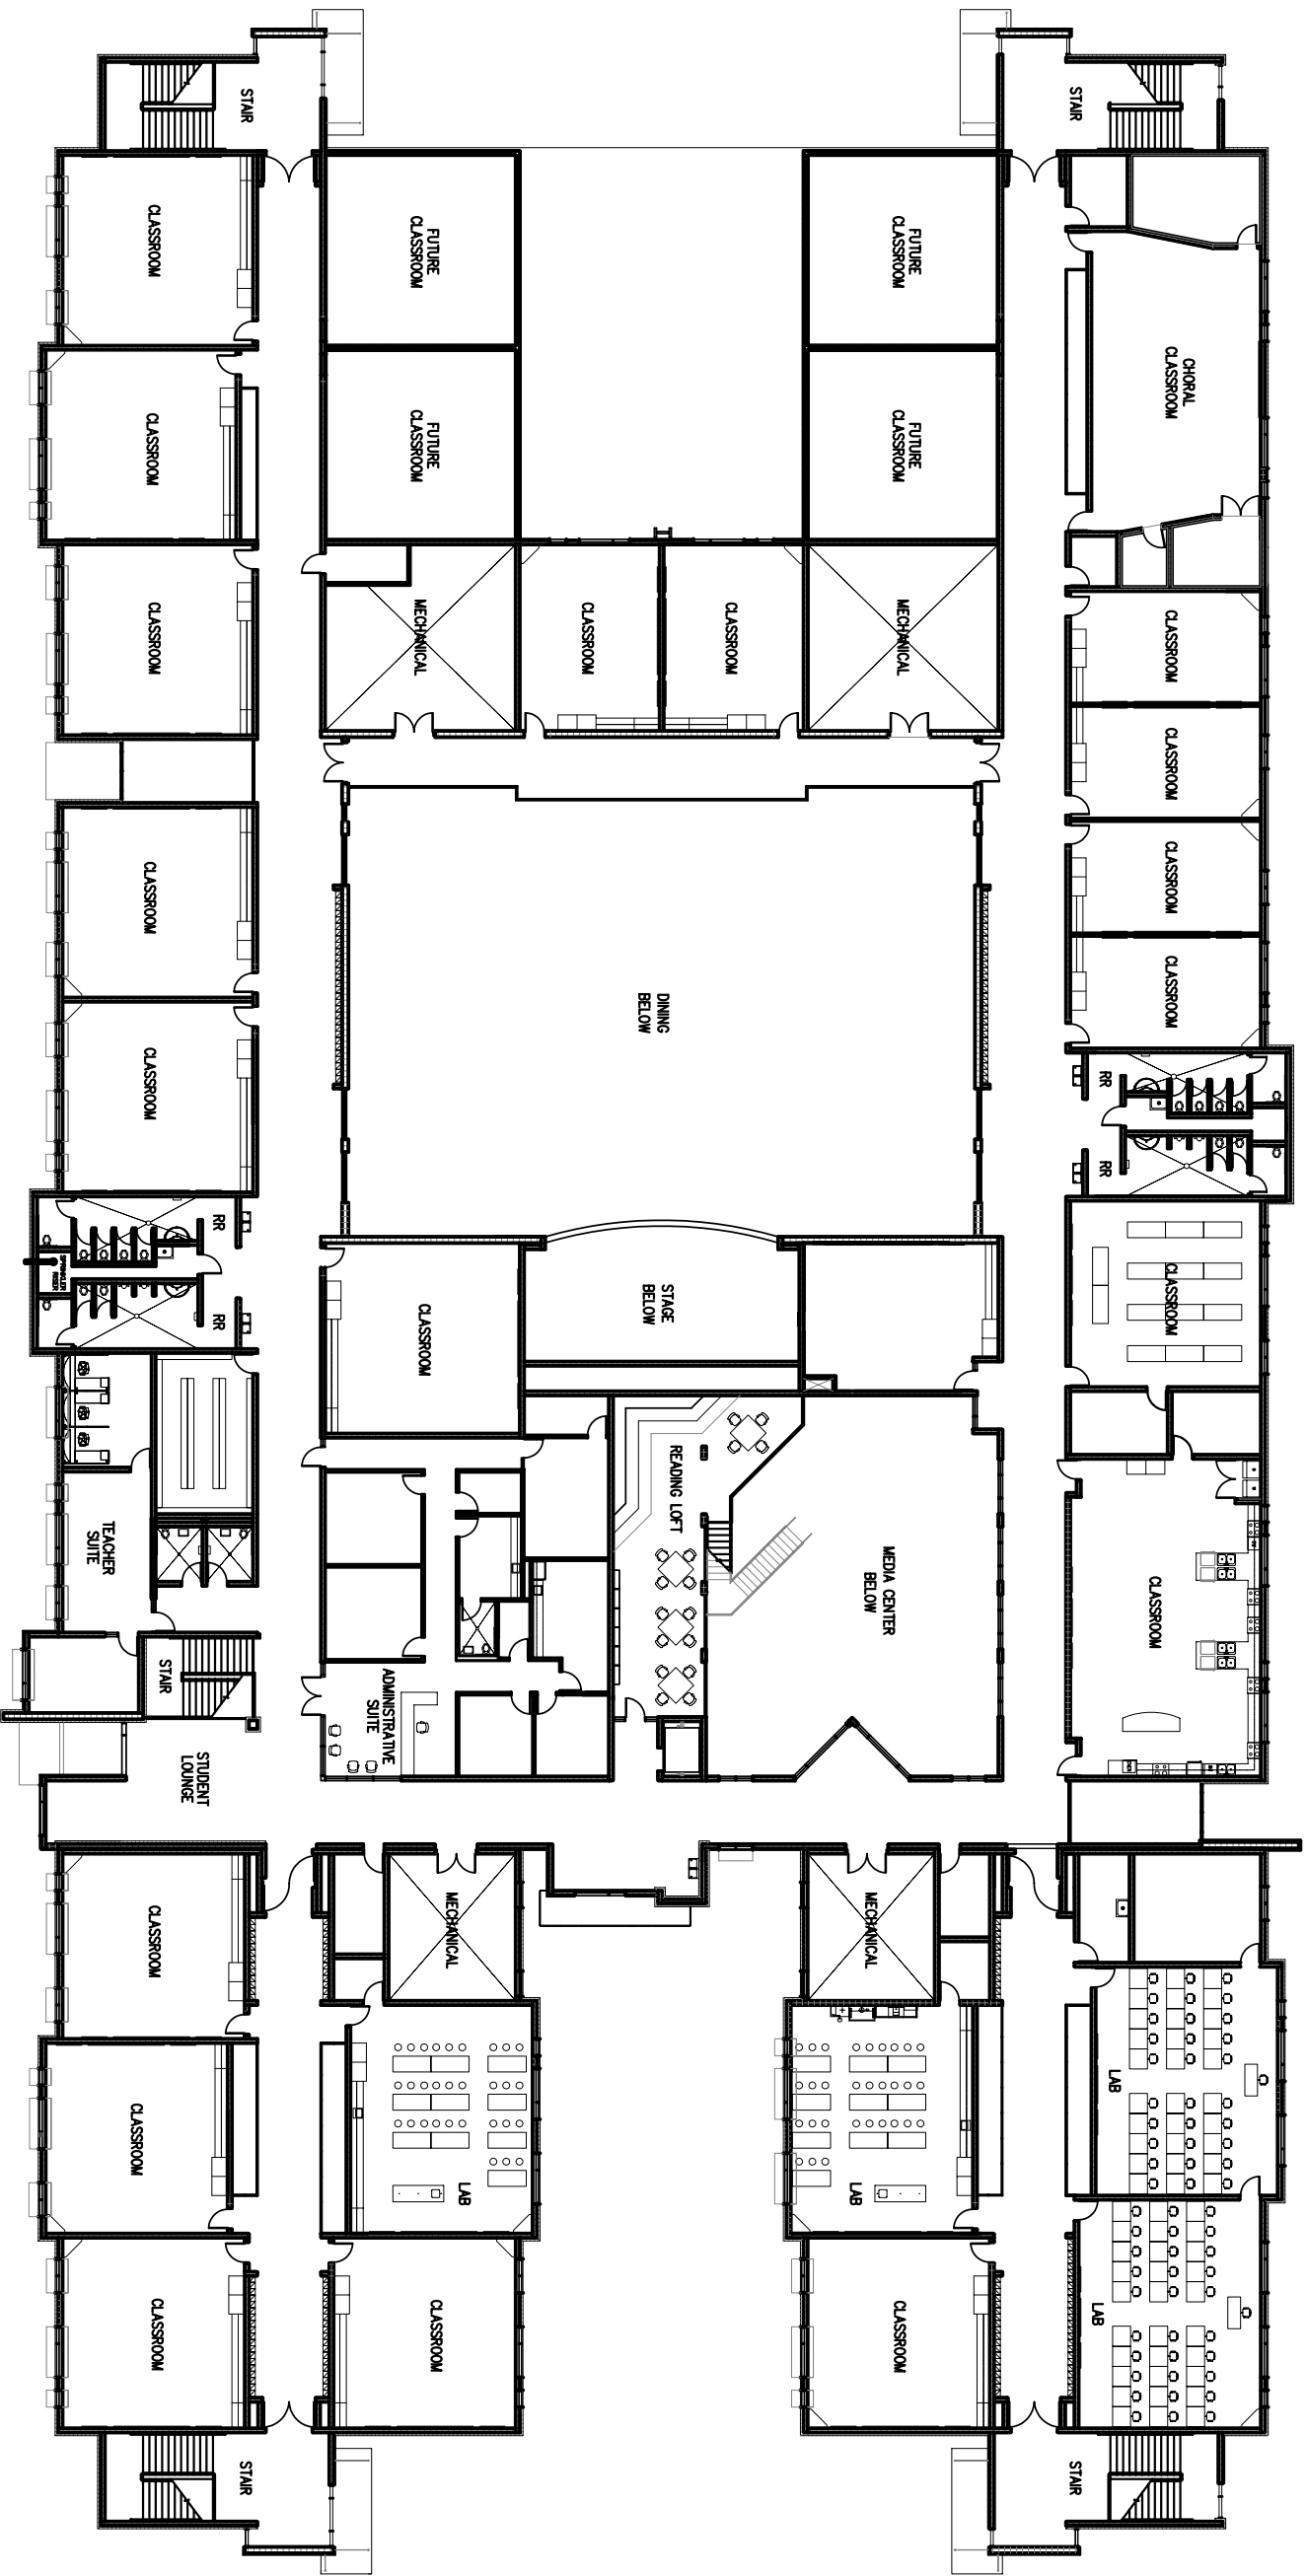 STAIR
STAIR
CLASSROOM
FUTURE
CLASSROOM
FUTURE
CLASSROOM
CHORAL
CLASSROOM
CLASSROOM
FUTURE
CLASSROOM
FUTURE
CLASSROOM
CLASSROOM
MECHANICAL
CLASSROOM
CLASSROOM
MECHANICAL
CLASSROOM
CLASSROOM
CLASSROOM
CLASSROOM
CLASSROOM
DINING
BELOW
CLASSROOM
CLASSROOM
RR
RR
RR
RR
SPRINKLER
RISER
CLASSROOM
STAGE
BELOW
CLASSROOM
READING LOFT
TEACHER
SUITE
MEDIA CENTER
BELOW
CLASSROOM
STAIR
ADMINISTRATIVE
SUITE
STUDENT
LOUNGE
CLASSROOM
MECHANICAL
MECHANICAL
LAB
CLASSROOM
LAB
LAB
LAB
CLASSROOM
CLASSROOM
CLASSROOM
STAIR
STAIR